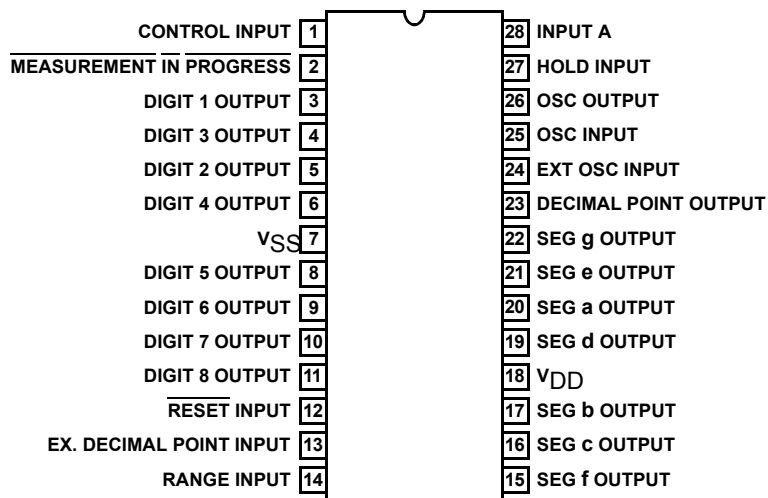 CONTROL INPUT 1 28 INPUT A
MEASUREMENT IN PROGRESS 2 27 HOLD INPUT
DIGIT 1 OUTPUT 3 26 OSC OUTPUT
DIGIT 3 OUTPUT 4 25 OSC INPUT
DIGIT 2 OUTPUT 5 24 EXT OSC INPUT
DIGIT 4 OUTPUT 6 23 DECIMAL POINT OUTPUT
VSS 7 22 SEG g OUTPUT
DIGIT 5 OUTPUT 8 21 SEG e OUTPUT
DIGIT 6 OUTPUT 9 20 SEG a OUTPUT
DIGIT 7 OUTPUT 10 19 SEG d OUTPUT
DIGIT 8 OUTPUT 11 18 VDD
RESET INPUT 12 17 SEG b OUTPUT
EX. DECIMAL POINT INPUT 13 16 SEG c OUTPUT
RANGE INPUT 14 15 SEG f OUTPUT